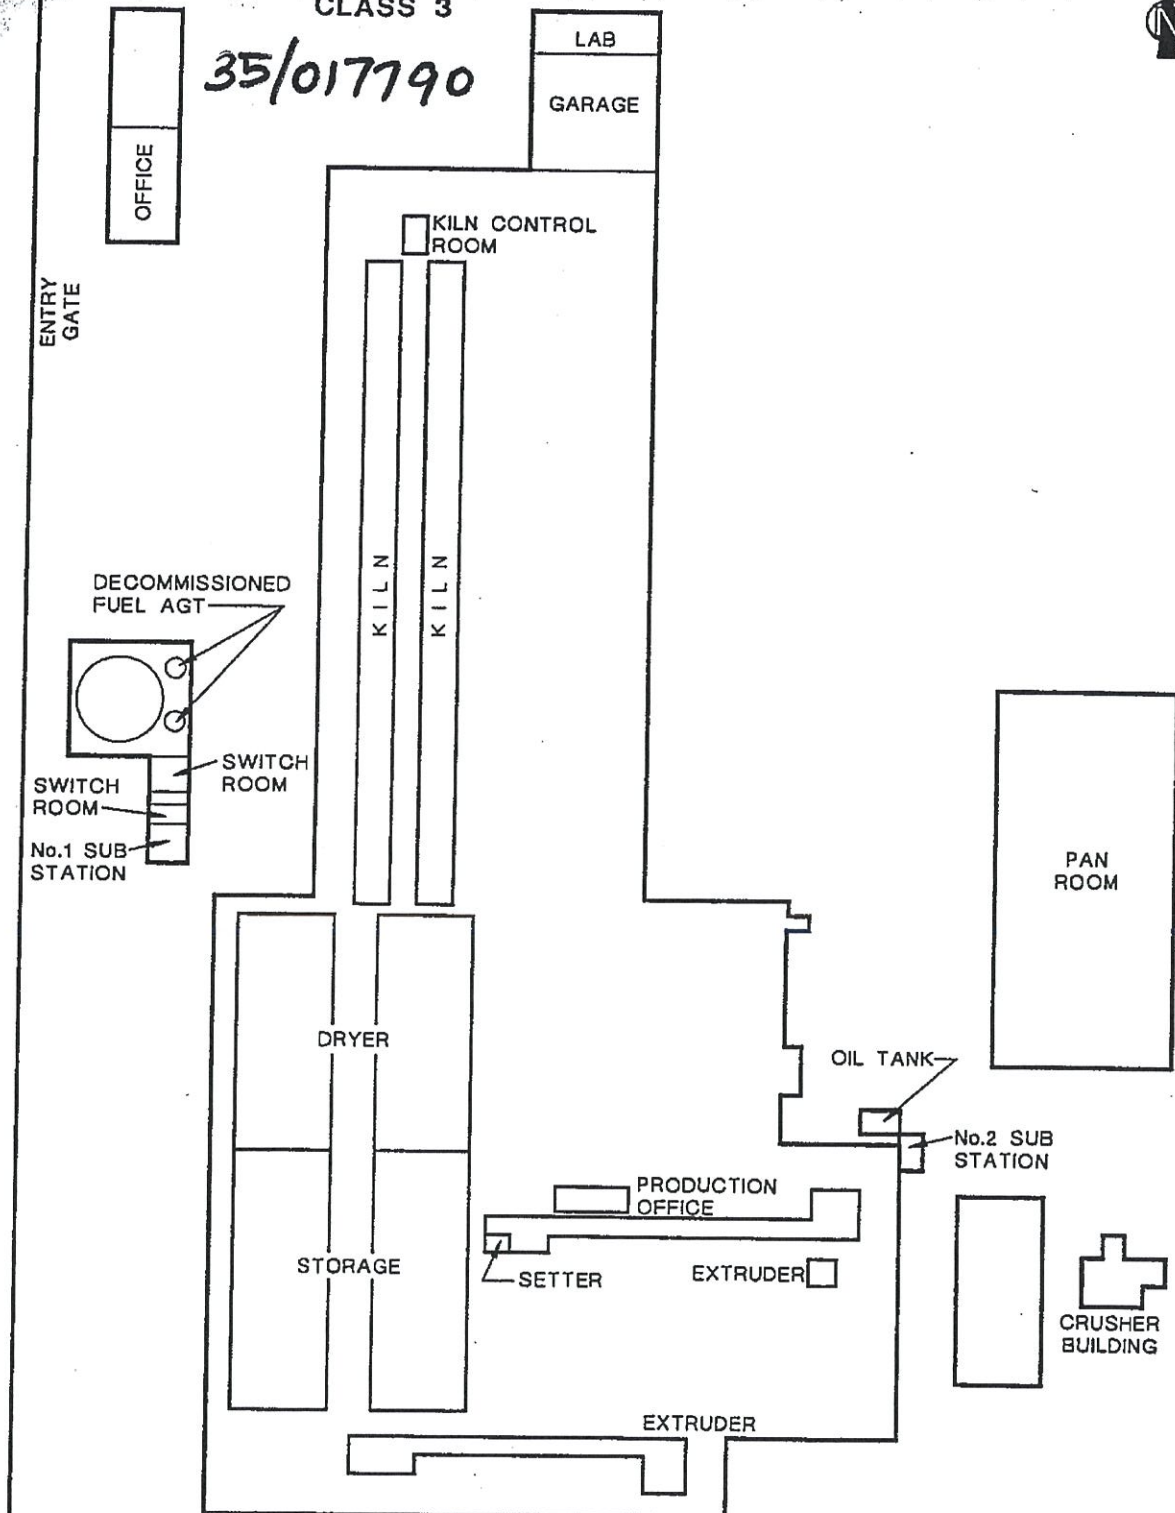 CLASS 3
35/017790
LAB
GARAGE
OFFICE
KILN CONTROL
ROOM
ENTRY
GATE
KILN
KILN
DECOMMISSIONED
FUEL AGT
SWITCH
ROOM
SWITCH
ROOM
No.1 SUB
STATION
PAN
ROOM
DRYER
OIL TANK
No.2 SUB
STATION
PRODUCTION
OFFICE
STORAGE
SETTER
EXTRUDER
CRUSHER
BUILDING
EXTRUDER